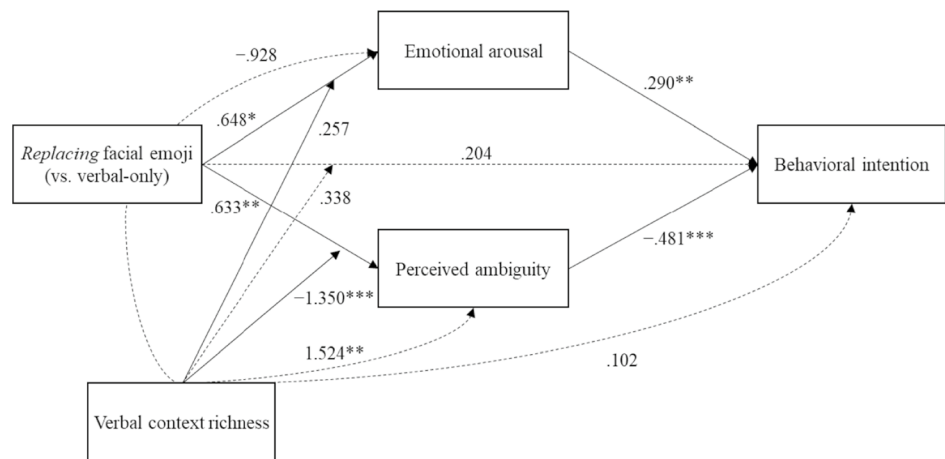 Emotional arousal
−.928
.290**
.648*
.257
Replacing facial emoji
(vs. verbal-only)
.204
Behavioral intention
.633**
.338
−.481***
Perceived ambiguity
−1.350***
1.524**
.102
Verbal context richness